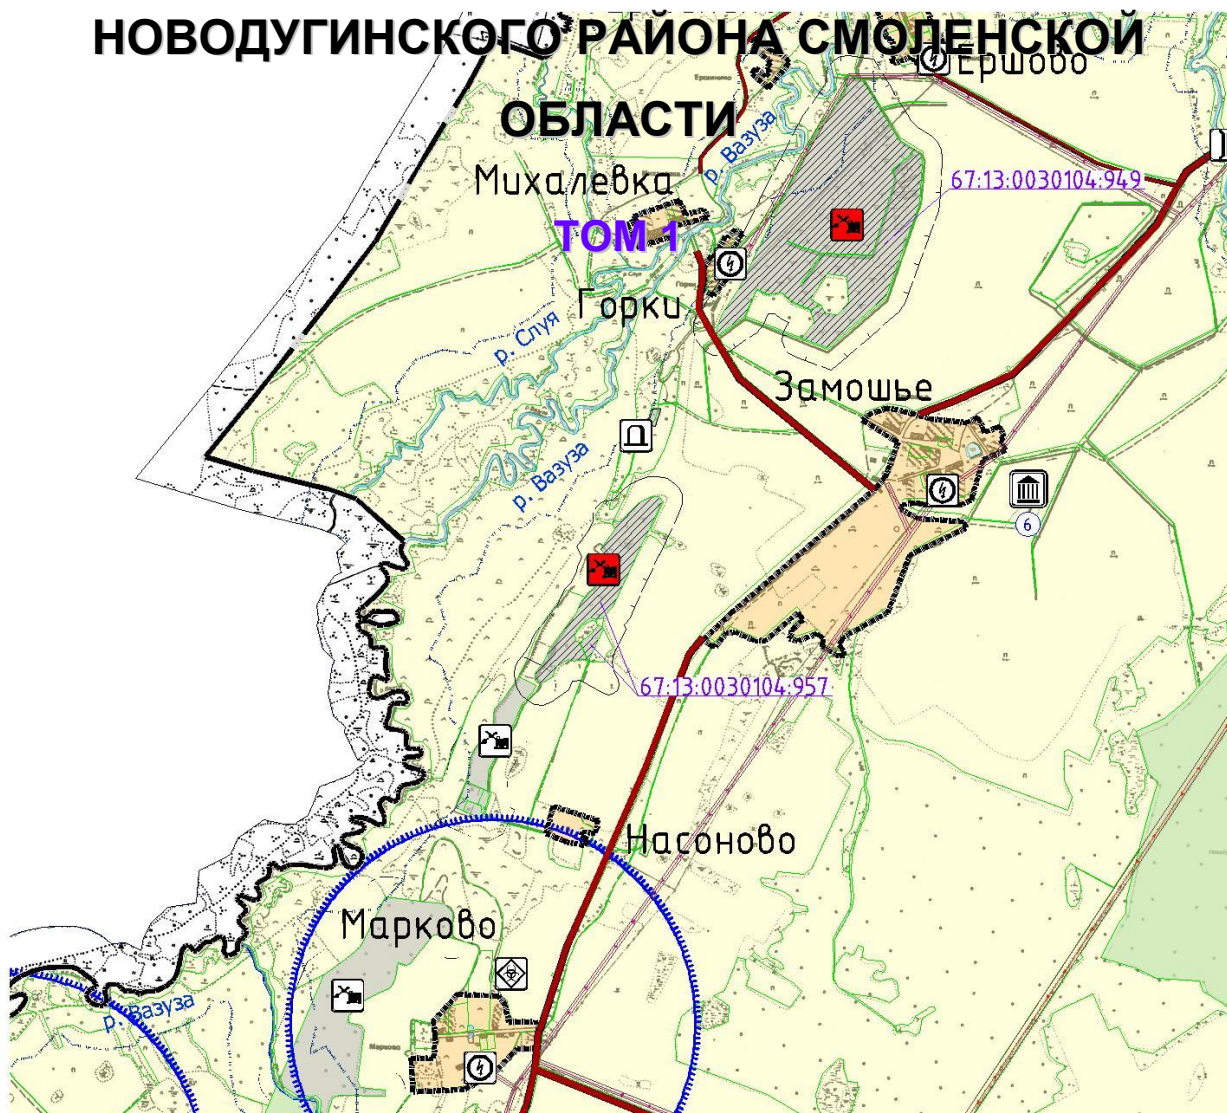 НОВОДУГИНСКОГО РАЙОНА СМОЛЕНСКОЙ
Ершово
ОБЛАСТИ
р. Вазуза
Михалевка
67:13:0030104:949
ТОМ 1
Горки
р. Слуя
Замошье
р. Вазуза
6
67:13:0030104:957
Насоново
Марково
р. Вазуза
Марково